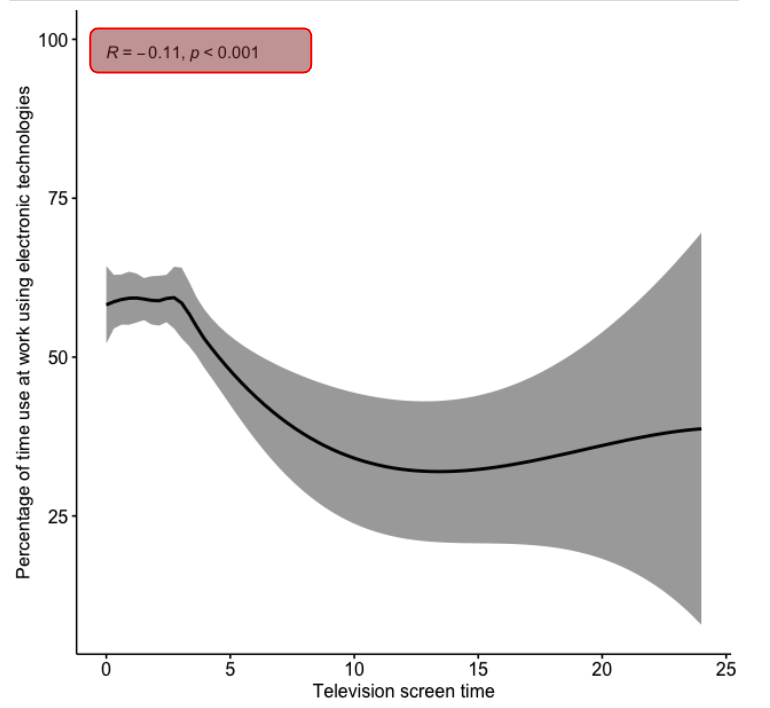 R = −0.11, p < 0.001
100
75
50
25
Percentage of time use at work using electronic technologies
0 5 10 15 20 25
Television screen time